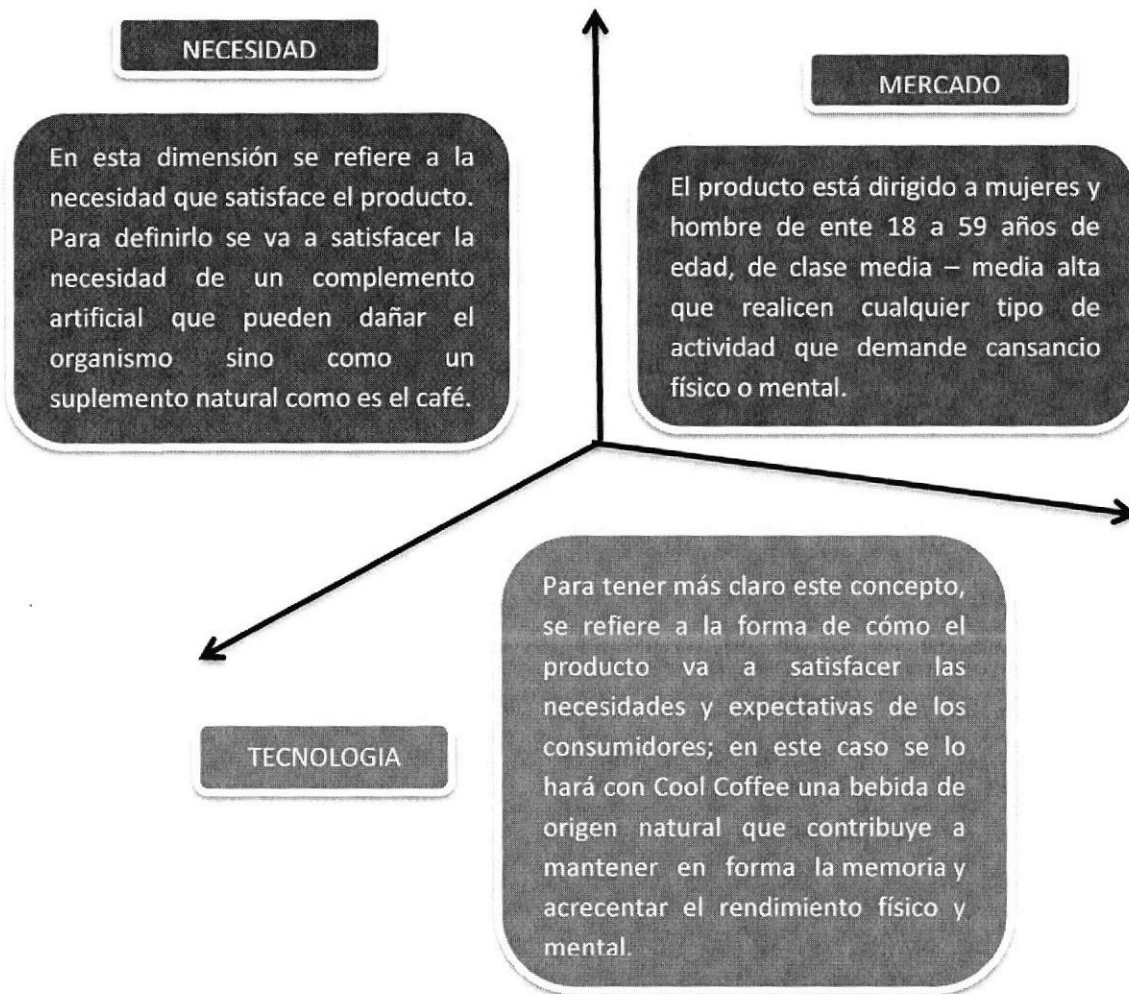 NECESIDAD
En esta dimensión se refiere a la
necesidad que satisface el producto.
Para definirlo se va a satisfacer la
necesidad de un complemento
artificial que pueden dañar el
organismo sino como un
suplemento natural como es el café.
MERCADO
El producto está dirigido a mujeres y
hombre de ente 18 a 59 años de
edad, de clase media – media alta
que realicen cualquier tipo de
actividad que demande cansancio
físico o mental.
TECNOLOGIA
Para tener más claro este concepto,
se refiere a la forma de cómo el
producto va a satisfacer las
necesidades y expectativas de los
consumidores; en este caso se lo
hará con Cool Coffee una bebida de
origen natural que contribuye a
mantener en forma la memoria y
acrecentar el rendimiento físico y
mental.